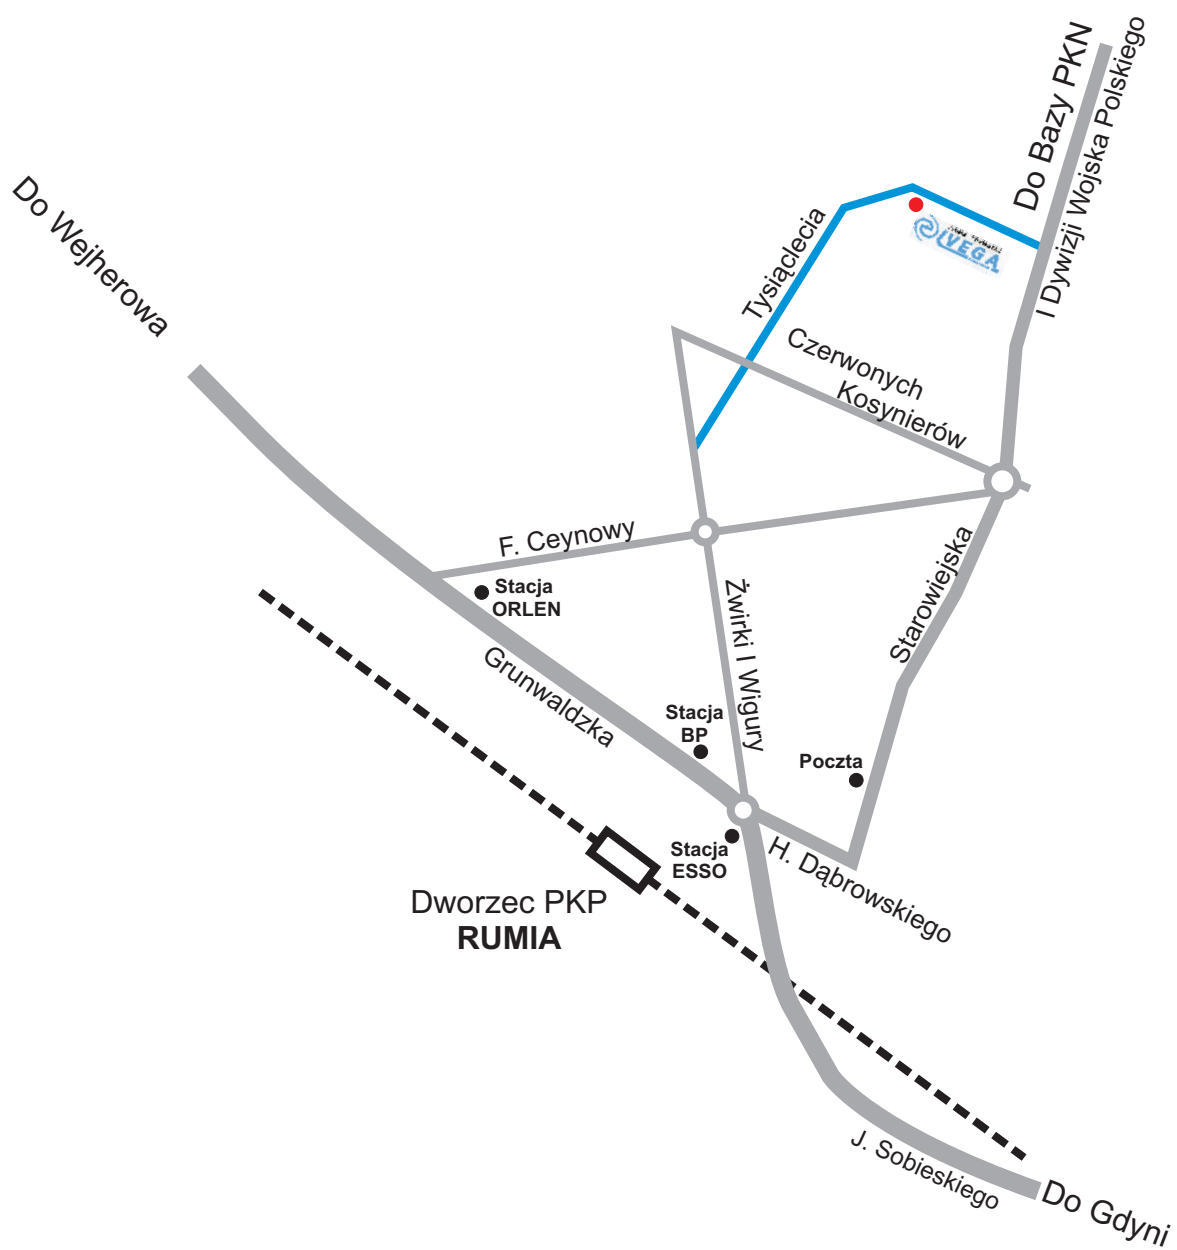 Do Bazy PKN
I Dywizji Wojska Polskiego
Do Wejherowa
Tysiąclecia
VEGA
Czerwonych
Kosynierów
F. Ceynowy
Stacja
ORLEN
Starowiejska
Żwirki I Wigury
Grunwaldzka
Stacja
BP
Poczta
Stacja
ESSO
H. Dąbrowskiego
Dworzec PKP
RUMIA
J. Sobieskiego
Do Gdyni